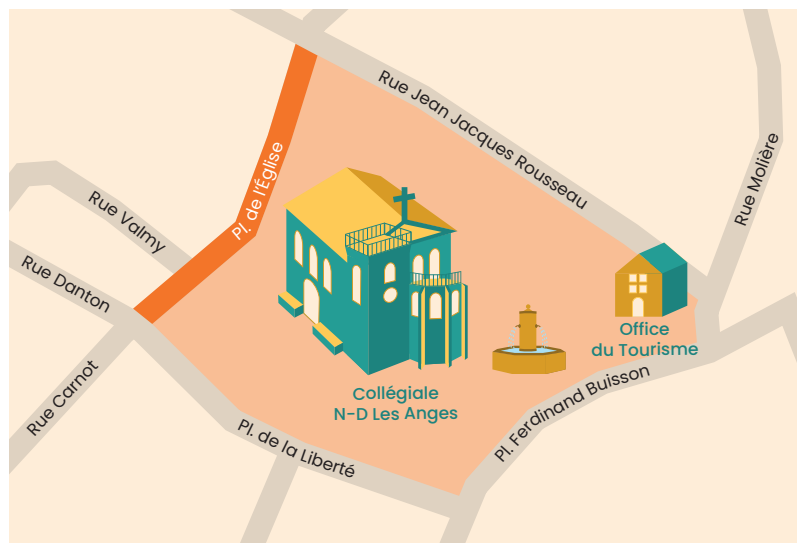 Rue Jean Jacques Rousseau
Rue Molière
Pl. de l'Église
Rue Valmy
Rue Danton
Rue Carnot
Office
du Tourisme
Collégiale
N-D Les Anges
Pl. Ferdinand Buisson
Pl. de la Liberté